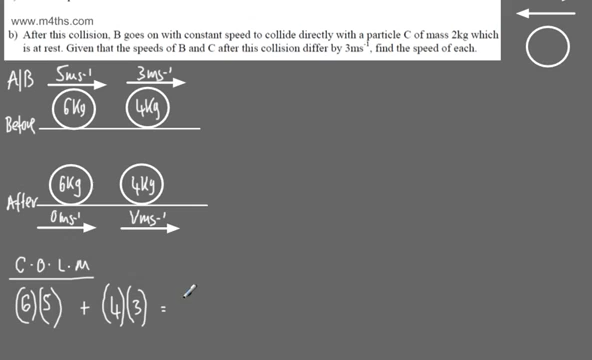 www.m4ths.com
b) After this collision, B goes on with constant speed to collide directly with a particle C of mass 2kg which
is at rest. Given that the speeds of B and C after this collision differ by 3ms⁻¹, find the speed of each.
A/B 5ms⁻¹ 3ms⁻¹
6Kg 4Kg
Before
6Kg 4Kg
After
0ms⁻¹ Vms⁻¹
C.O.L.M
(6)(5) + (4)(3) =